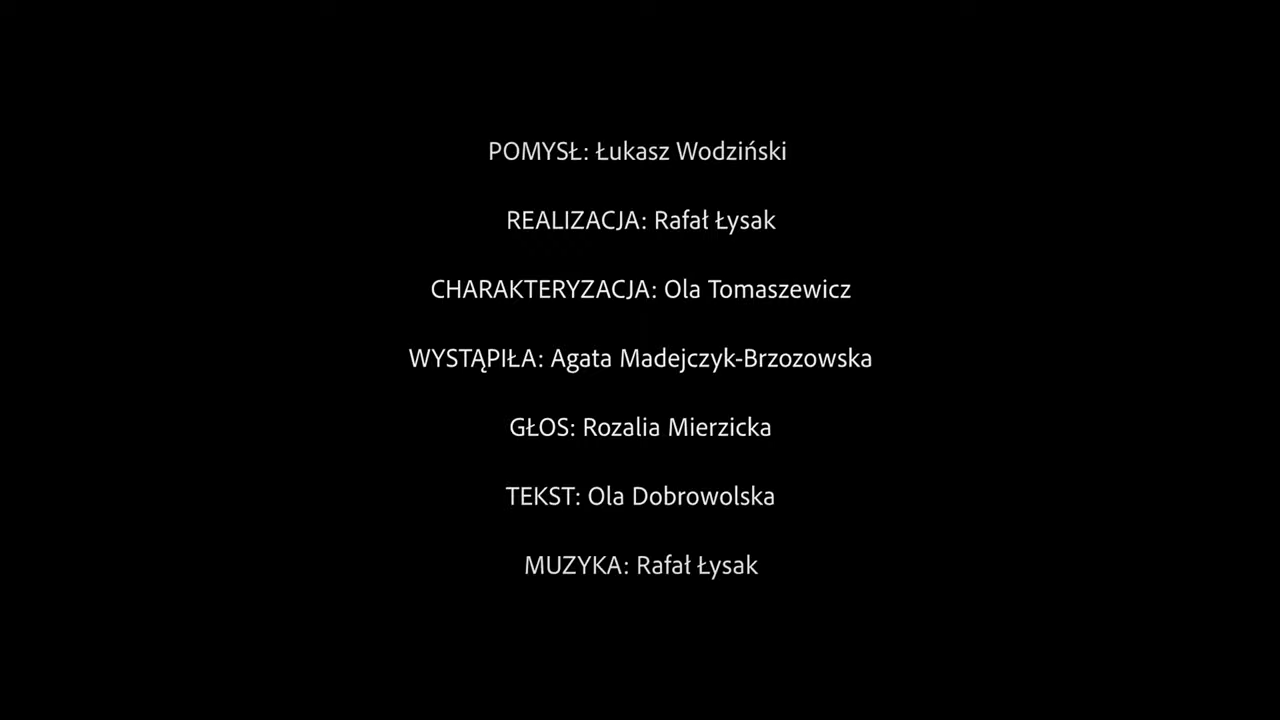 POMYSŁ: Łukasz Wodziński
REALIZACJA: Rafał Łysak
CHARAKTERYZACJA: Ola Tomaszewicz
WYSTĄPIŁA: Agata Madejczyk-Brzozowska
GŁOS: Rozalia Mierzicka
TEKST: Ola Dobrowolska
MUZYKA: Rafał Łysak